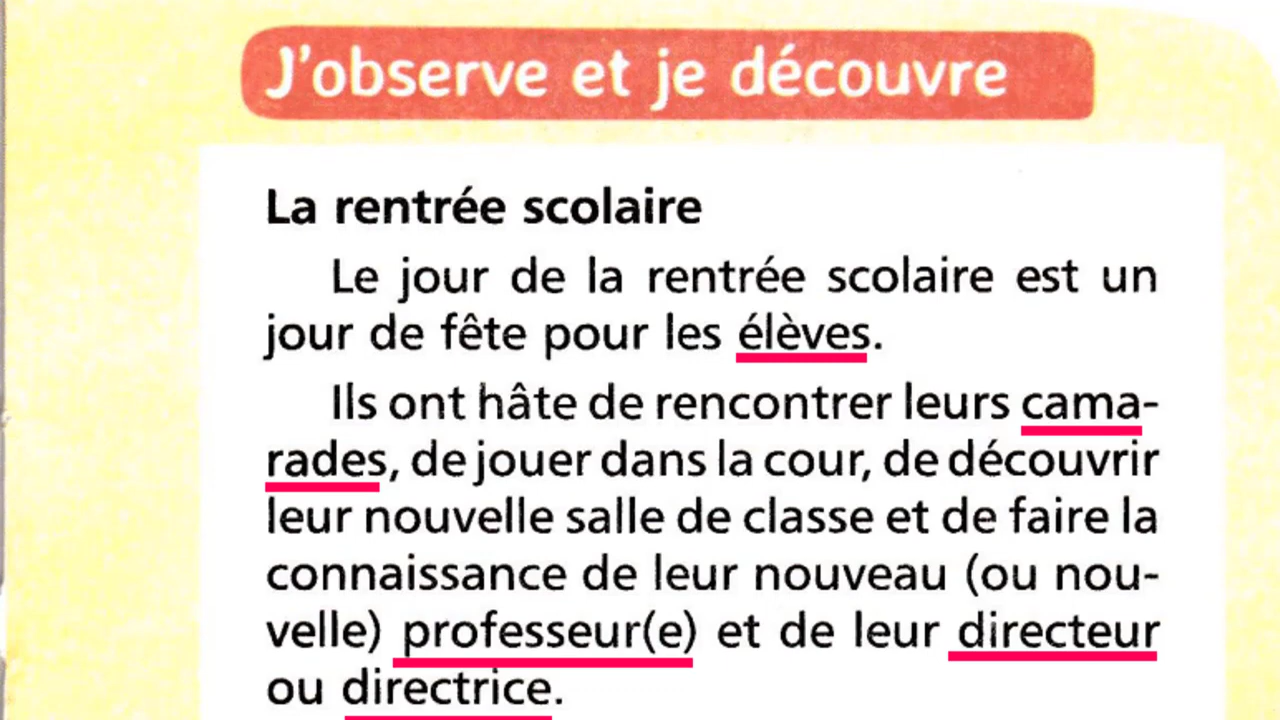 J'observe et je découvre
La rentrée scolaire
Le jour de la rentrée scolaire est un
jour de fête pour les élèves.
Ils ont hâte de rencontrer leurs cama-
rades, de jouer dans la cour, de découvrir
leur nouvelle salle de classe et de faire la
connaissance de leur nouveau (ou nou-
velle) professeur(e) et de leur directeur
ou directrice.